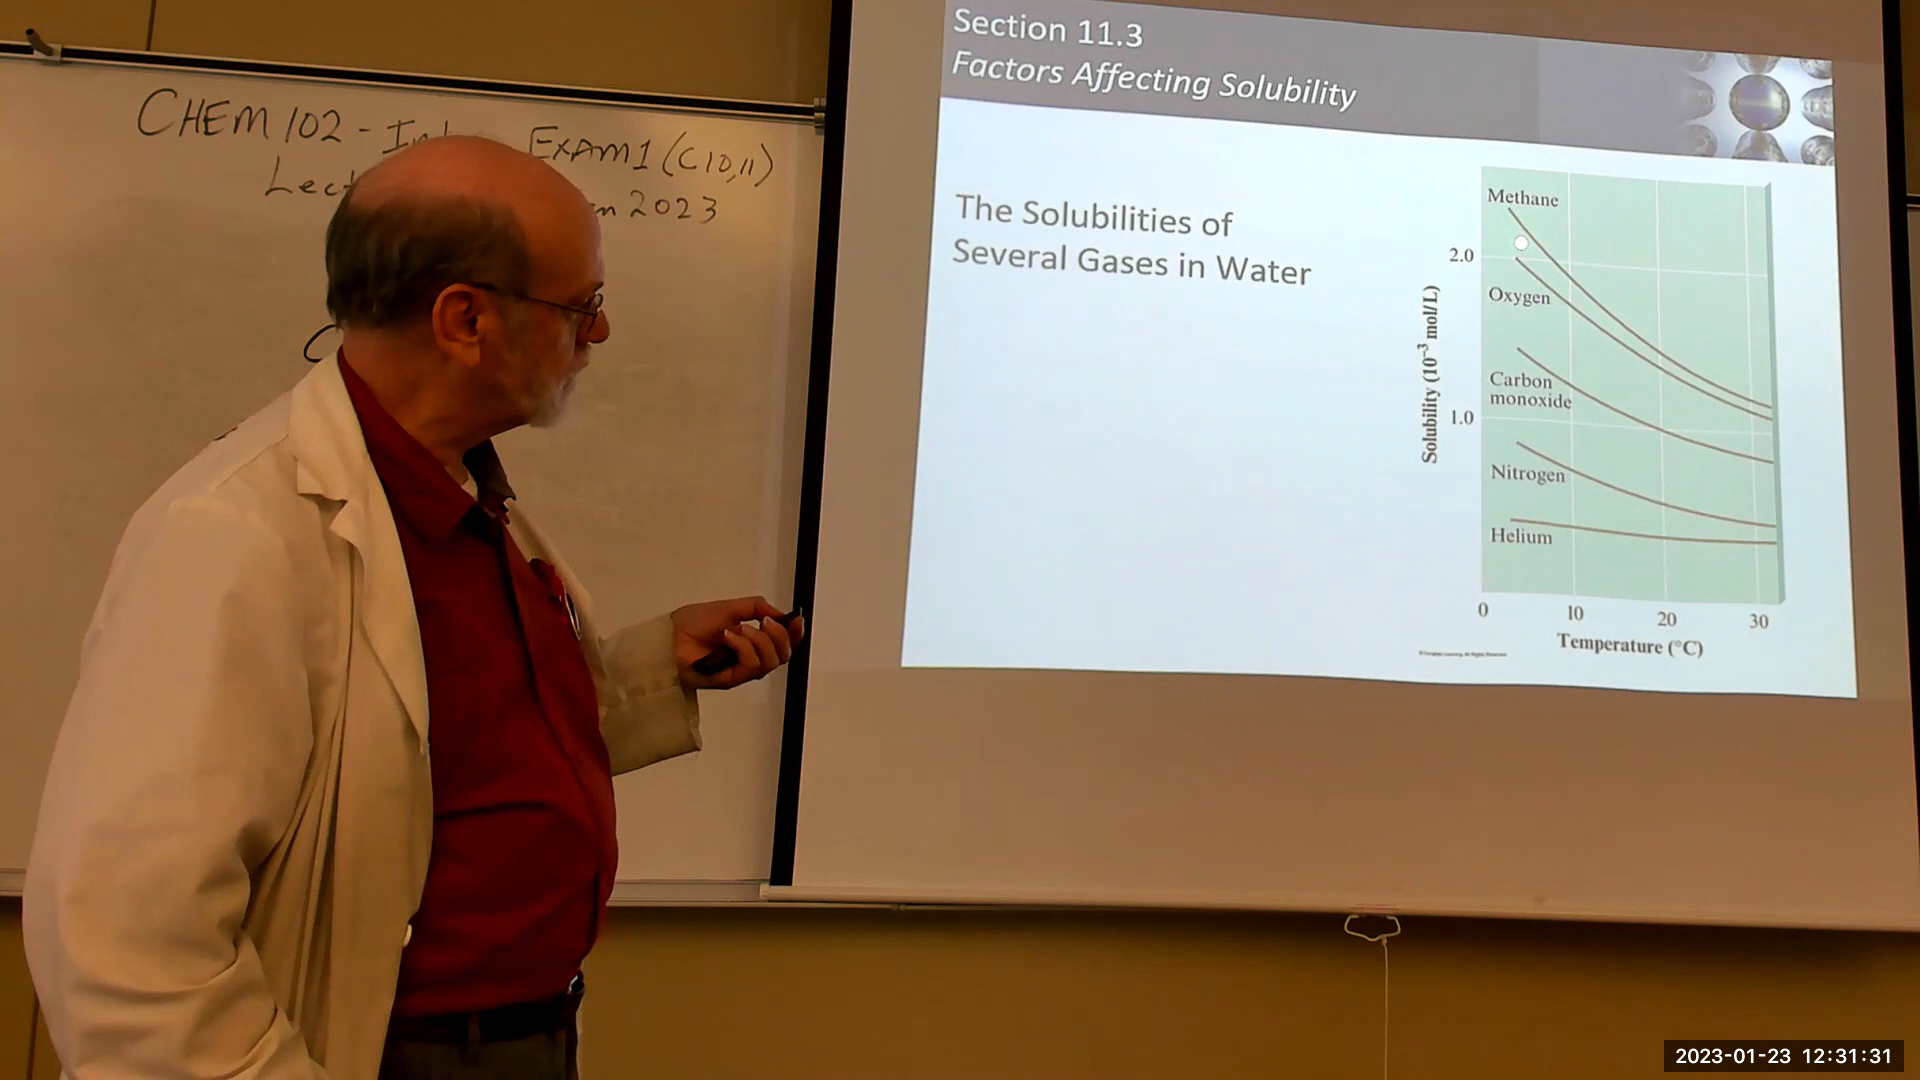 CHEM 102 -
EXAM 1 (C10,11)
Lect
2023
Section 11.3
Factors Affecting Solubility
The Solubilities of
Several Gases in Water
Methane
2.0
Oxygen
Carbon
monoxide
1.0
Nitrogen
Helium
Solubility (10⁻³ mol/L)
0 10 20 30
Temperature (°C)
2023-01-23 12:31:31